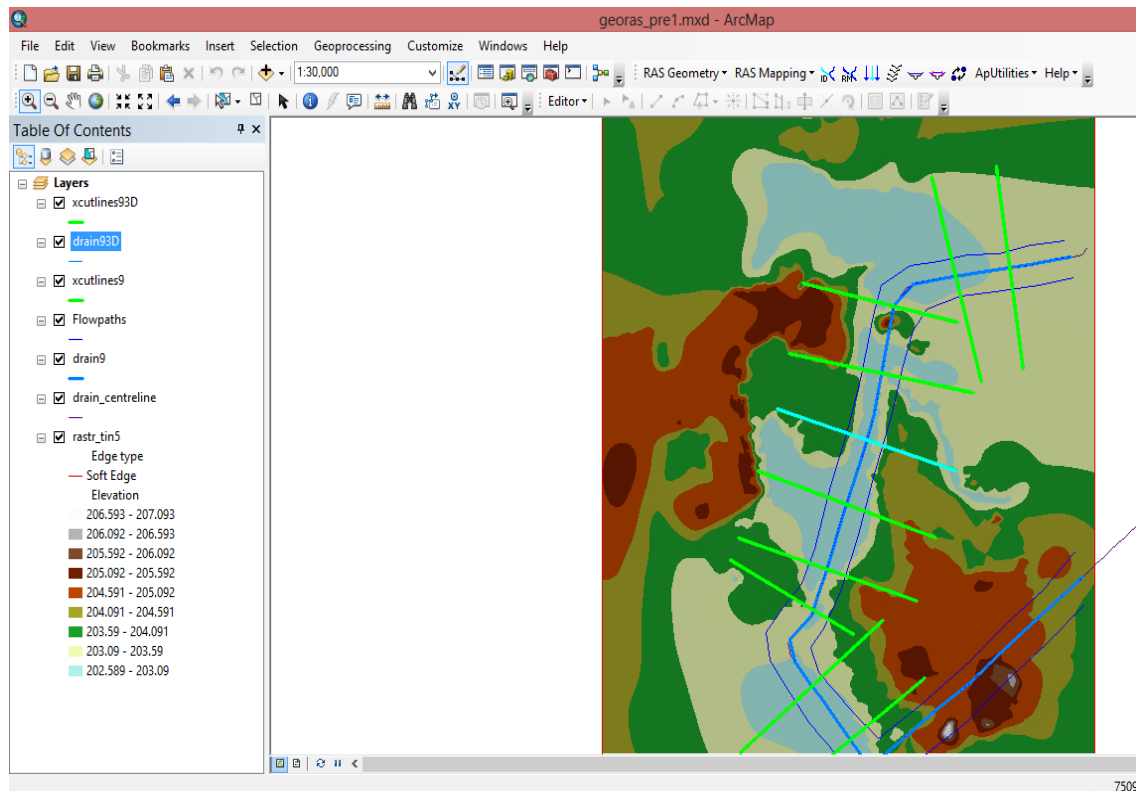 georas_pre1.mxd - ArcMap
File Edit View Bookmarks Insert Selection Geoprocessing Customize Windows Help
1:30,000 RAS Geometry RAS Mapping ID RM ApUtilities Help
XY Editor
Table Of Contents
Layers
xcutlines93D
drain93D
xcutlines9
Flowpaths
drain9
drain_centreline
rastr_tin5
Edge type
Soft Edge
Elevation
206.593 - 207.093
206.092 - 206.593
205.592 - 206.092
205.092 - 205.592
204.591 - 205.092
204.091 - 204.591
203.59 - 204.091
203.09 - 203.59
202.589 - 203.09
7509